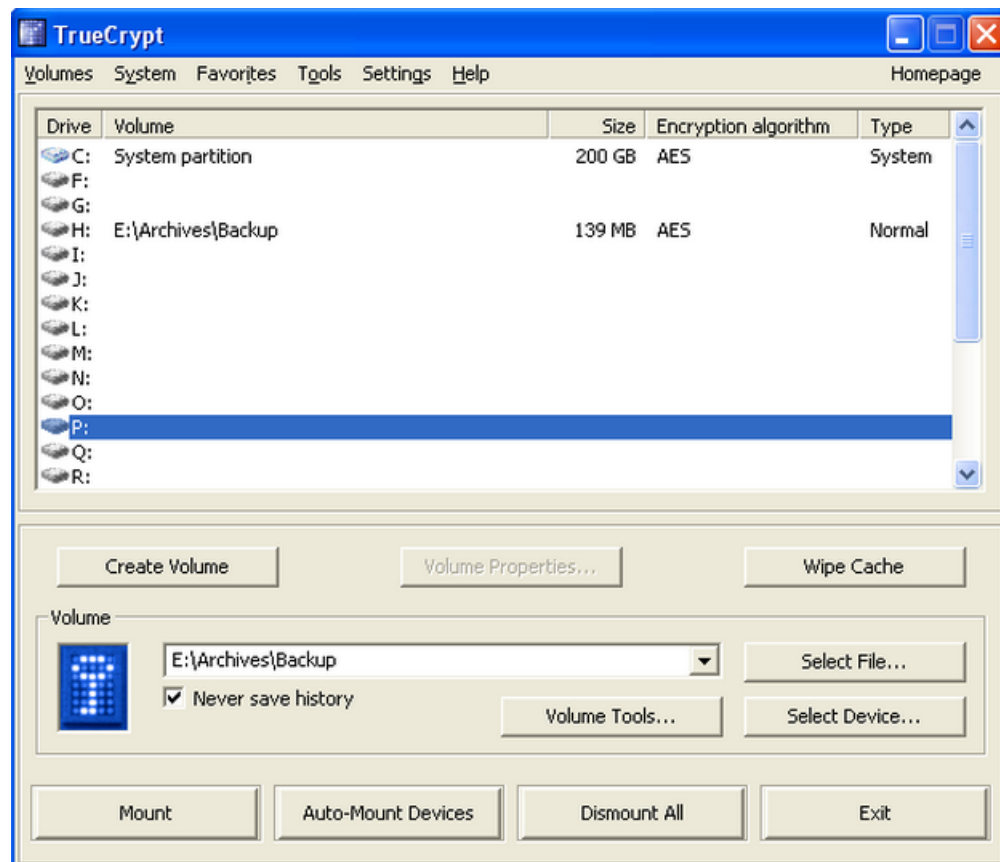 TrueCrypt
Volumes System Favorites Tools Settings Help Homepage
Drive Volume Size Encryption algorithm Type
C: System partition 200 GB AES System
F:
G:
H: E:\Archives\Backup 139 MB AES Normal
I:
J:
K:
L:
M:
N:
O:
P:
Q:
R:
Create Volume Volume Properties... Wipe Cache
Volume
E:\Archives\Backup Select File...
Never save history
Volume Tools... Select Device...
Mount Auto-Mount Devices Dismount All Exit